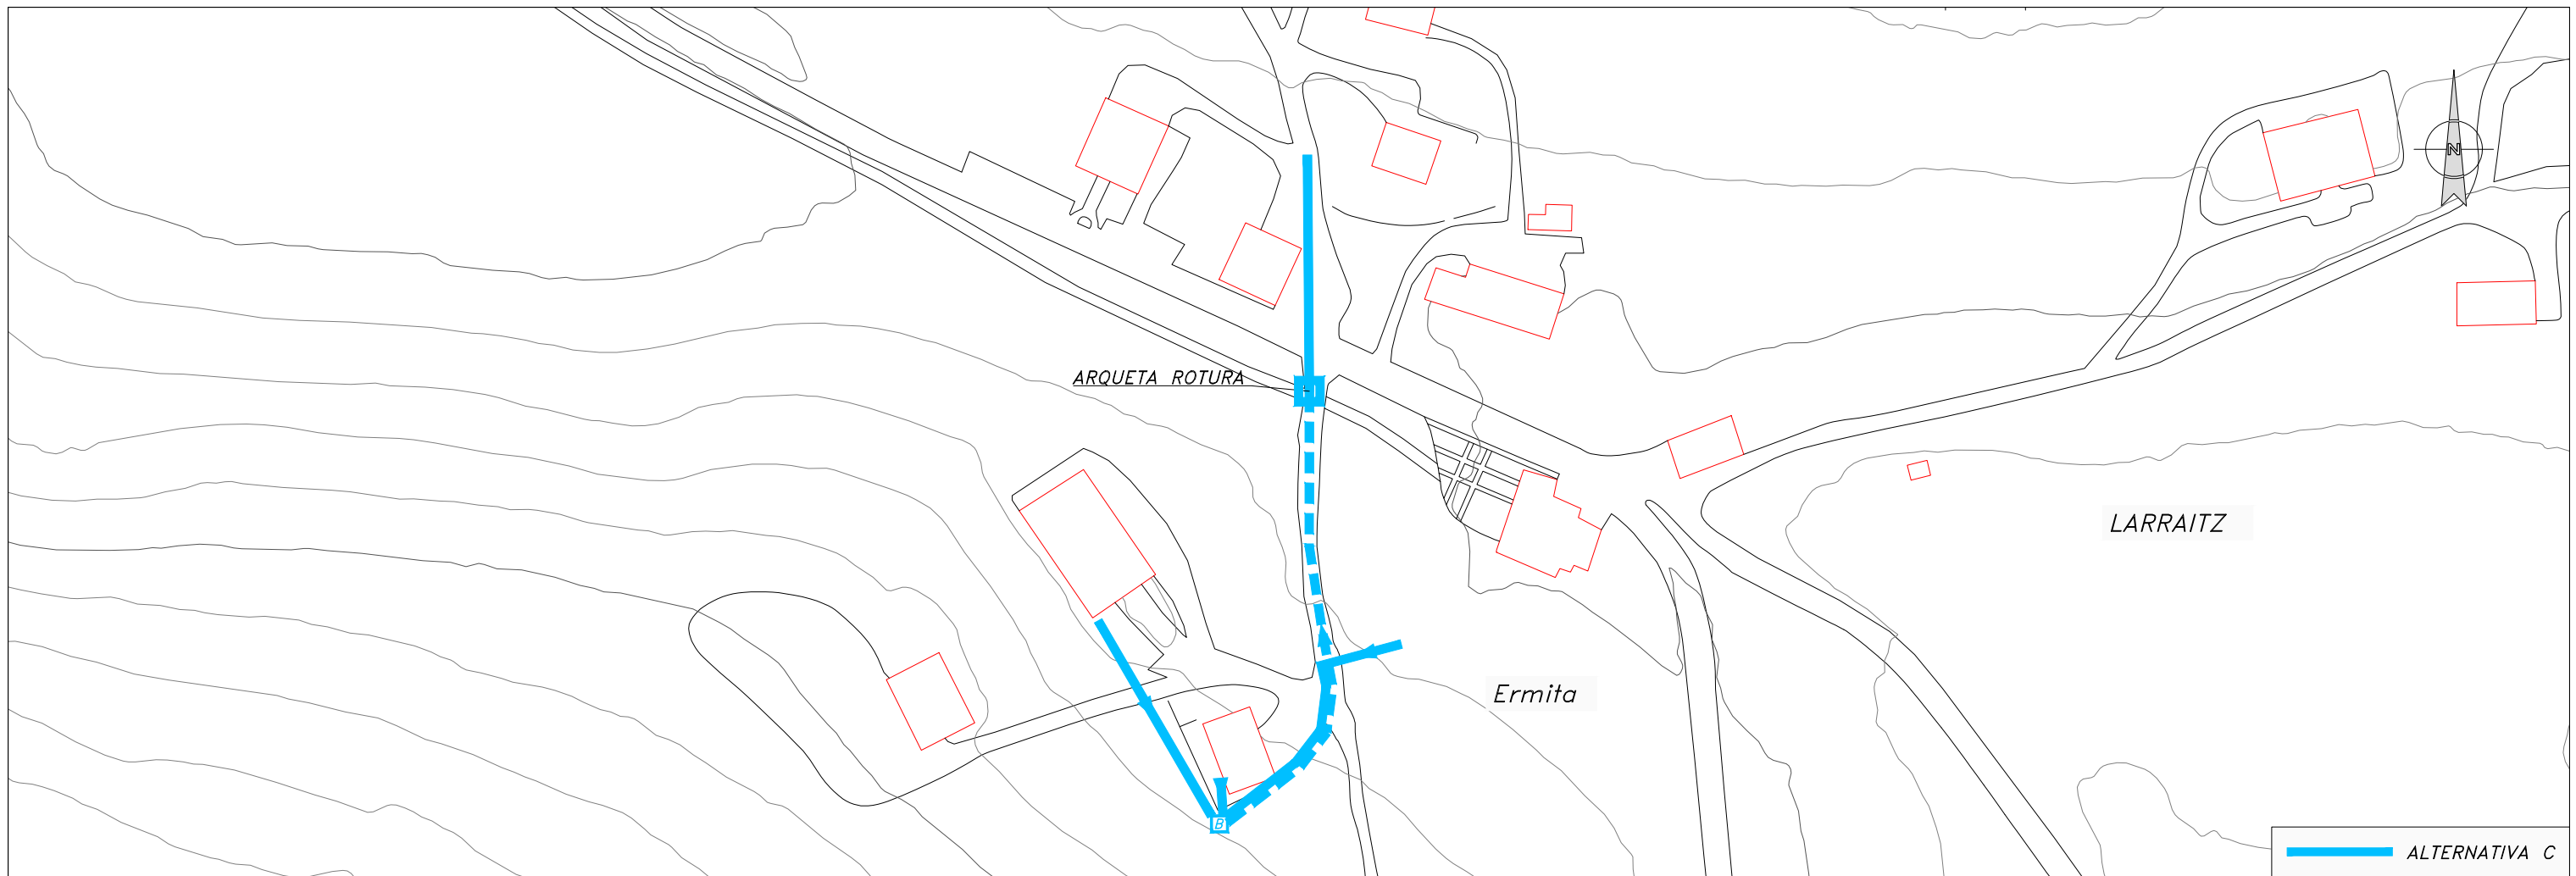 N
ARQUETA ROTURA
LARRAITZ
Ermita
B
ALTERNATIVA C